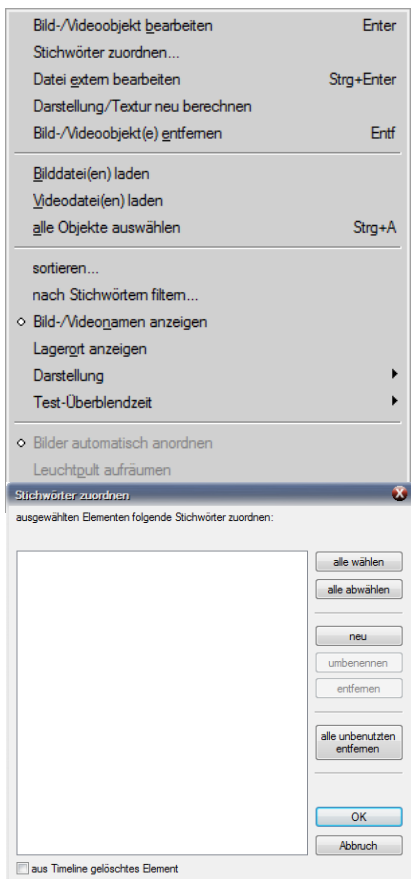 Bild-/Videoobjekt bearbeiten Enter
Stichwörter zuordnen...
Datei extern bearbeiten Strg+Enter
Darstellung/Textur neu berechnen
Bild-/Videoobjekt(e) entfernen Entf
Bilddatei(en) laden
Videodatei(en) laden
alle Objekte auswählen Strg+A
sortieren...
nach Stichwörtern filtern...
Bild-/Videonamen anzeigen
Lagerort anzeigen
Darstellung
Test-Überblendzeit
Bilder automatisch anordnen
Leuchtpult aufräumen
Stichwörter zuordnen
ausgewählten Elementen folgende Stichwörter zuordnen:
alle wählen
alle abwählen
neu
umbenennen
entfernen
alle unbenutzten
entfernen
OK
Abbruch
aus Timeline gelöschtes Element